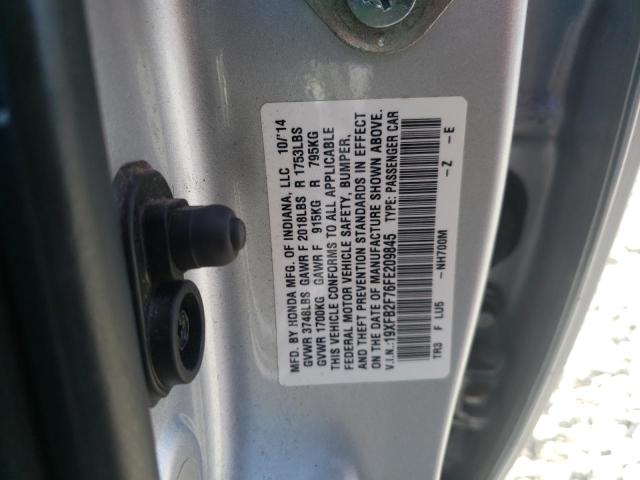 MFD. BY HONDA MFG. OF INDIANA, LLC 10/'14
GVWR 3748LBS GAWR F 2018LBS R 1753LBS
GVWR 1700KG GAWR F 915KG R 795KG
THIS VEHICLE CONFORMS TO ALL APPLICABLE
FEDERAL MOTOR VEHICLE SAFETY, BUMPER,
AND THEFT PREVENTION STANDARDS IN EFFECT
ON THE DATE OF MANUFACTURE SHOWN ABOVE.
V.I.N.: 19XFB2F76FE209845 TYPE: PASSENGER CAR
TR3 F LU5 -NH700M -Z -E